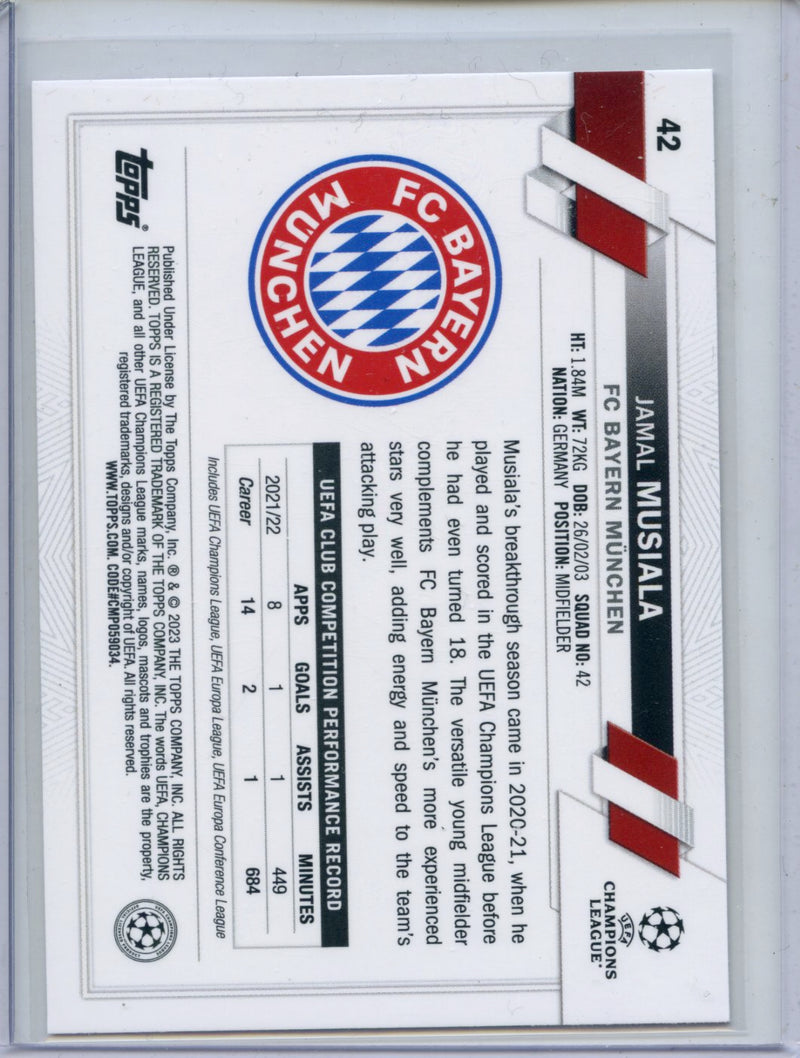 42
JAMAL MUSIALA
FC BAYERN MÜNCHEN
HT: 1.84M WT: 72KG DOB: 26/02/03 SQUAD NO: 42
NATION: GERMANY POSITION: MIDFIELDER
UEFA
CHAMPIONS
LEAGUE®
FC BAYERN
MÜNCHEN
Musiala's breakthrough season came in 2020-21, when he
played and scored in the UEFA Champions League before
he had even turned 18. The versatile young midfielder
complements FC Bayern München's more experienced
stars very well, adding energy and speed to the team's
attacking play.
UEFA CLUB COMPETITION PERFORMANCE RECORD
APPS GOALS ASSISTS MINUTES
2021/22 8 1 1 449
Career 14 2 1 684
Includes UEFA Champions League, UEFA Europa League, UEFA Europa Conference League
topps®
Published Under License by The Topps Company, Inc. ® & © 2023 THE TOPPS COMPANY, INC. ALL RIGHTS
RESERVED. TOPPS IS A REGISTERED TRADEMARK OF THE TOPPS COMPANY, INC. The words UEFA, CHAMPIONS
LEAGUE, and all other UEFA Champions League marks, names, logos, mascots and trophies are the property,
registered trademarks, designs and/or copyright of UEFA. All rights reserved.
WWW.TOPPS.COM. CODE#CMP059034.